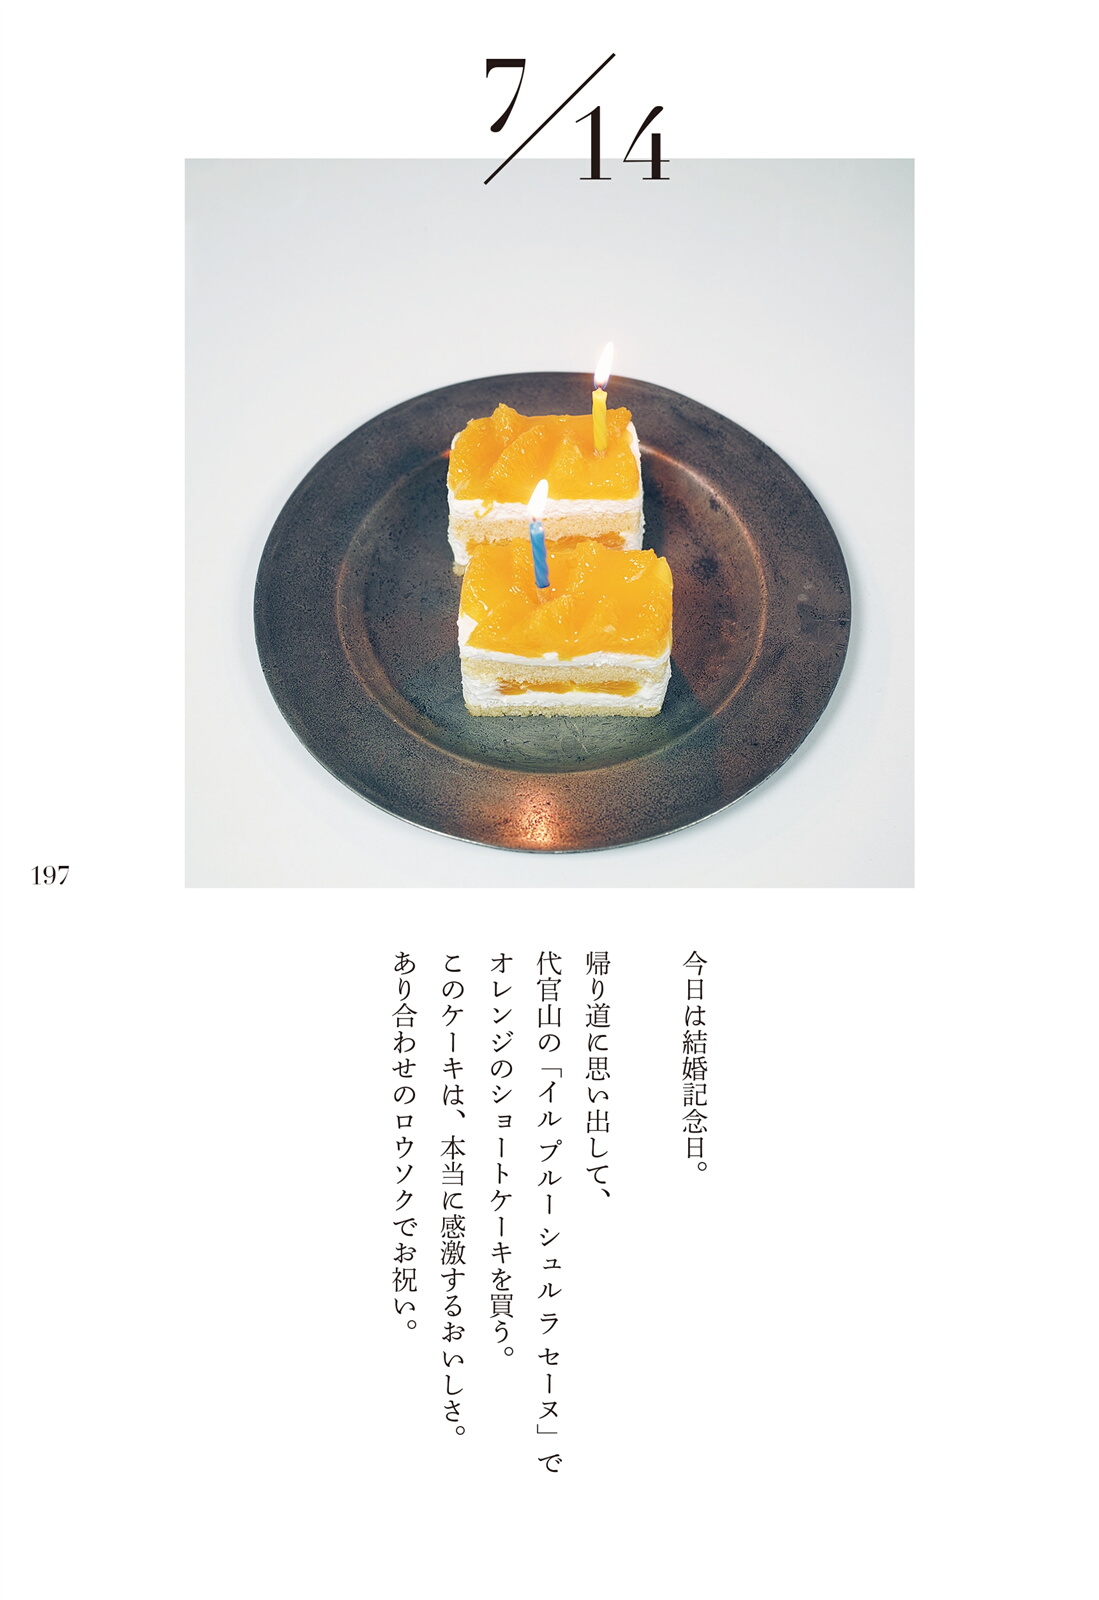 7/14
今日は結婚記念日。
帰り道に思い出して、
代官山の「イル プルー シュル ラ セーヌ」で
オレンジのショートケーキを買う。
このケーキは、本当に感激するおいしさ。
あり合わせのロウソクでお祝い。
197